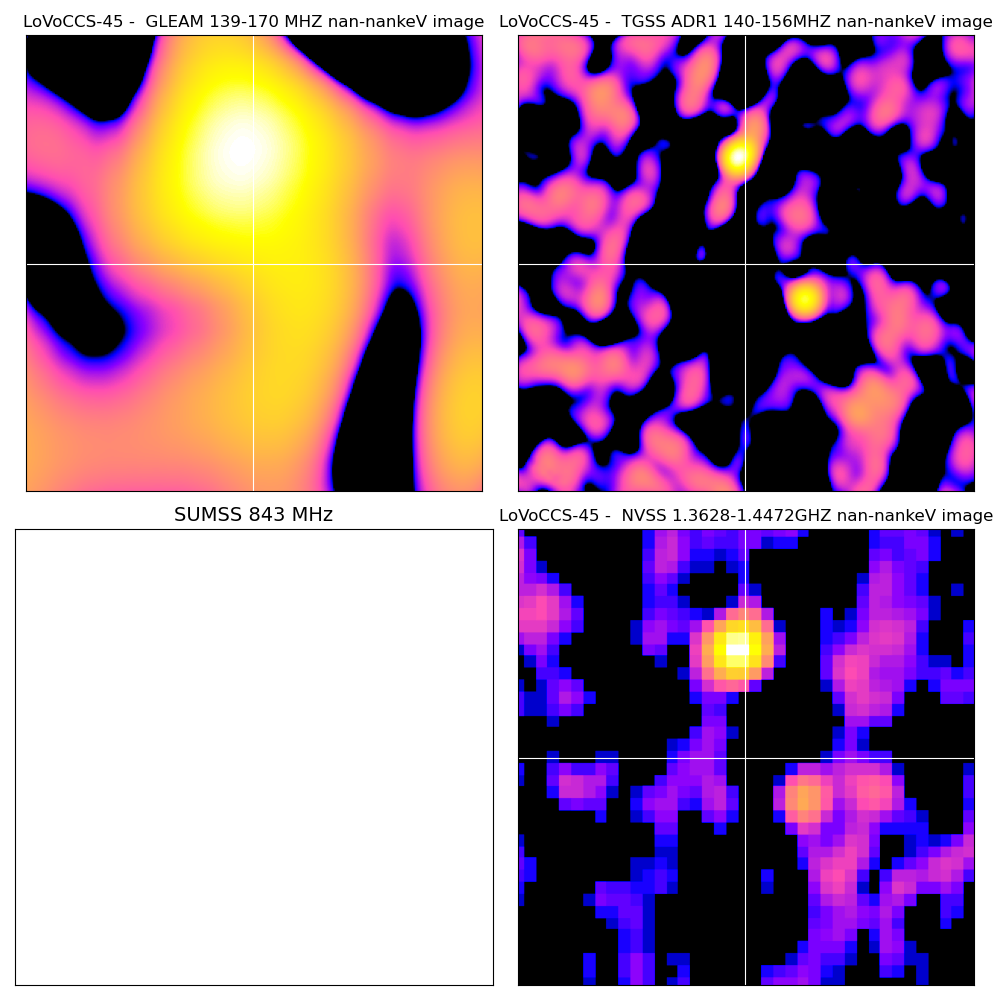 LoVoCCS-45 - GLEAM 139-170 MHZ nan-nankeV image
LoVoCCS-45 - TGSS ADR1 140-156MHZ nan-nankeV image
SUMSS 843 MHz
LoVoCCS-45 - NVSS 1.3628-1.4472GHZ nan-nankeV image